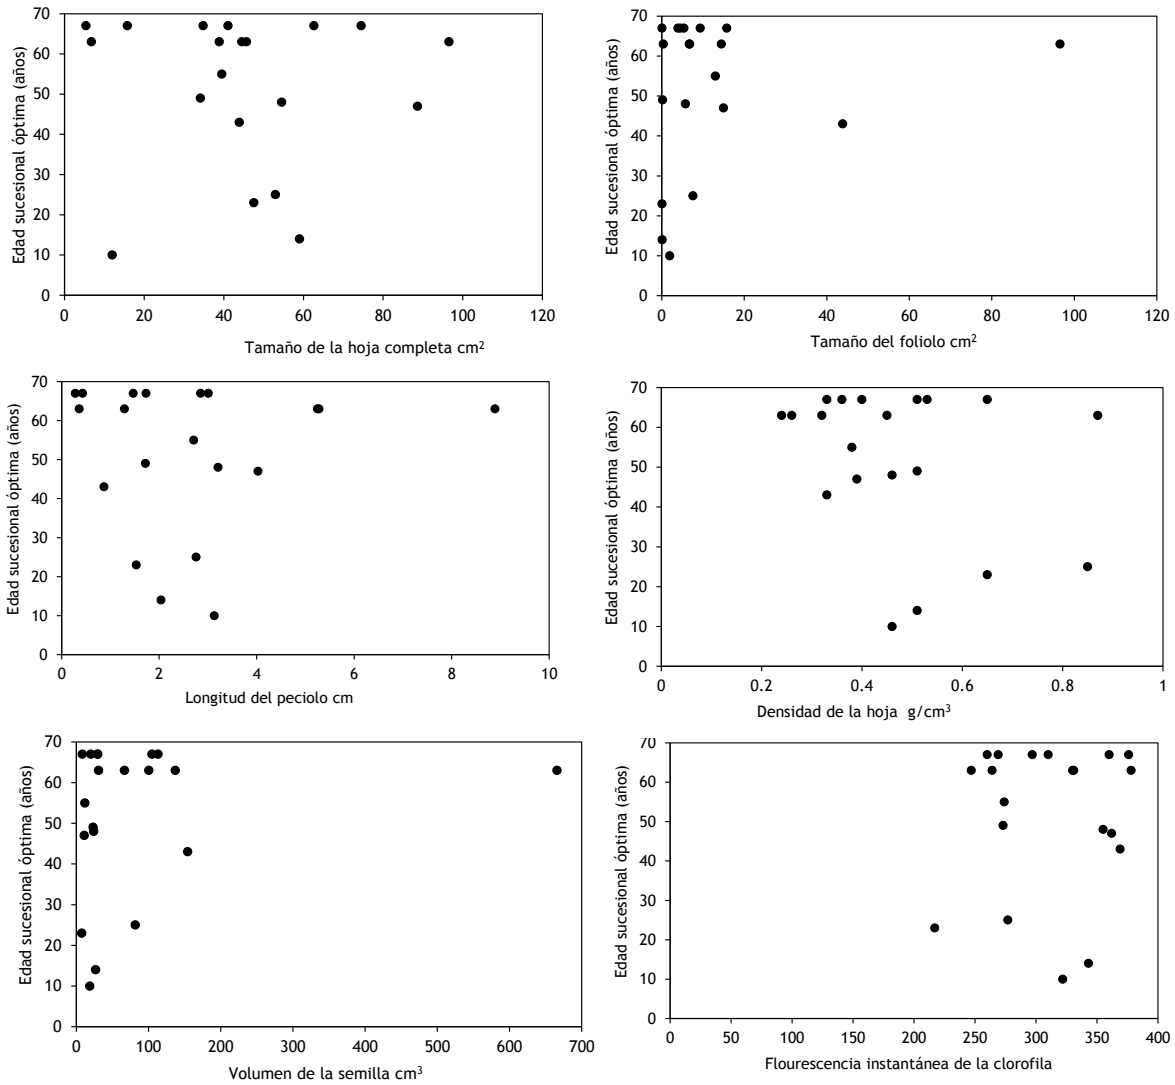 70
60
50
40
30
20
10
0
Edad sucesional óptima (años)
0 20 40 60 80 100 120
Tamaño de la hoja completa cm²
70
60
50
40
30
20
10
0
Edad sucesional óptima (años)
0 20 40 60 80 100 120
Tamaño del foliolo cm²
70
60
50
40
30
20
10
0
Edad sucesional óptima (años)
0 2 4 6 8 10
Longitud del peciolo cm
70
60
50
40
30
20
10
0
Edad sucesional óptima (años)
0 0.2 0.4 0.6 0.8 1
Densidad de la hoja g/cm³
70
60
50
40
30
20
10
0
Edad sucesional óptima (años)
0 100 200 300 400 500 600 700
Volumen de la semilla cm³
70
60
50
40
30
20
10
0
Edad sucesional óptima (años)
0 50 100 150 200 250 300 350 400
Flourescencia instantánea de la clorofila